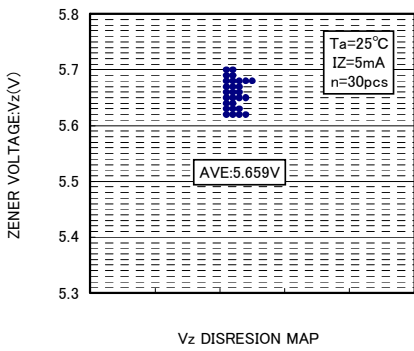 5.8
Ta=25°C
IZ=5mA
n=30pcs
5.7
5.6
AVE:5.659V
5.5
5.4
5.3
ZENER VOLTAGE:Vz(V)
Vz DISRESION MAP